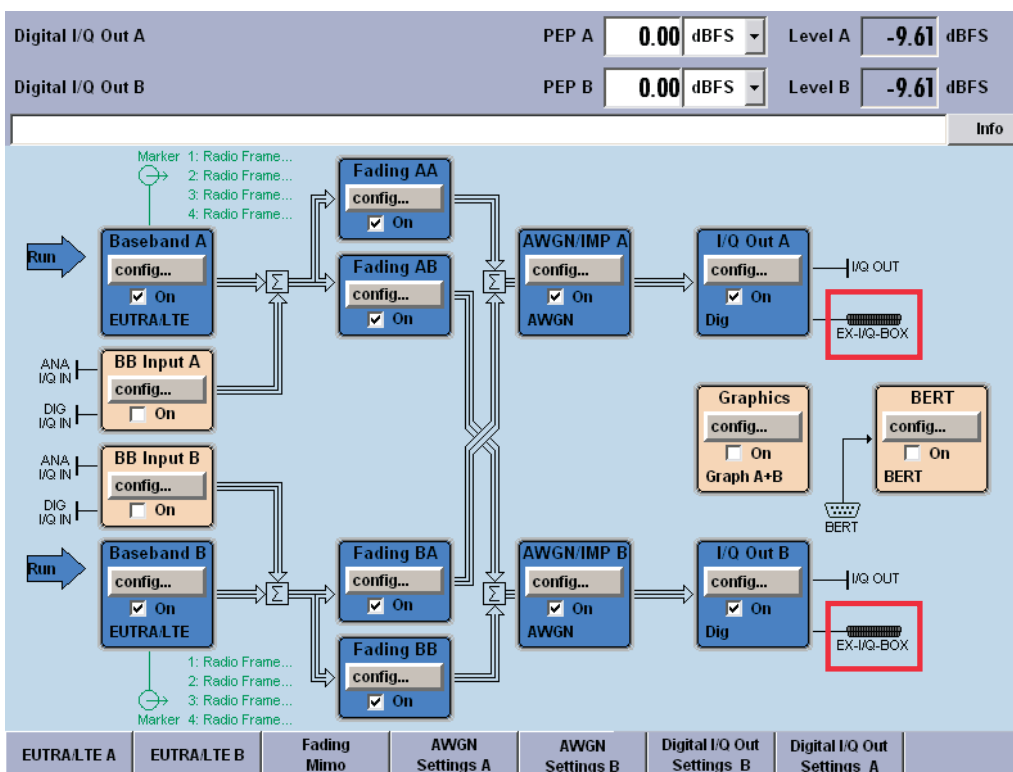 Digital I/Q Out A PEP A 0.00 dBFS Level A -9.61 dBFS
Digital I/Q Out B PEP B 0.00 dBFS Level B -9.61 dBFS
Info
Marker 1: Radio Frame...
2: Radio Frame...
3: Radio Frame...
4: Radio Frame...
Run
Baseband A
config...
On
EUTRA/LTE
Fading AA
config...
On
Fading AB
config...
On
AWGN/IMP A
config...
On
AWGN
I/Q Out A
config...
On
Dig
I/Q OUT
EX-I/Q-BOX
ANA
I/Q IN
DIG
I/Q IN
BB Input A
config...
On
Σ
Σ
Graphics
config...
On
Graph A+B
BERT
config...
On
BERT
BERT
ANA
I/Q IN
DIG
I/Q IN
BB Input B
config...
On
Run
Baseband B
config...
On
EUTRA/LTE
Σ
Σ
Fading BA
config...
On
Fading BB
config...
On
AWGN/IMP B
config...
On
AWGN
I/Q Out B
config...
On
Dig
I/Q OUT
EX-I/Q-BOX
1: Radio Frame...
2: Radio Frame...
3: Radio Frame...
Marker 4: Radio Frame...
EUTRA/LTE A
EUTRA/LTE B
Fading
Mimo
AWGN
Settings A
AWGN
Settings B
Digital I/Q Out
Settings B
Digital I/Q Out
Settings A